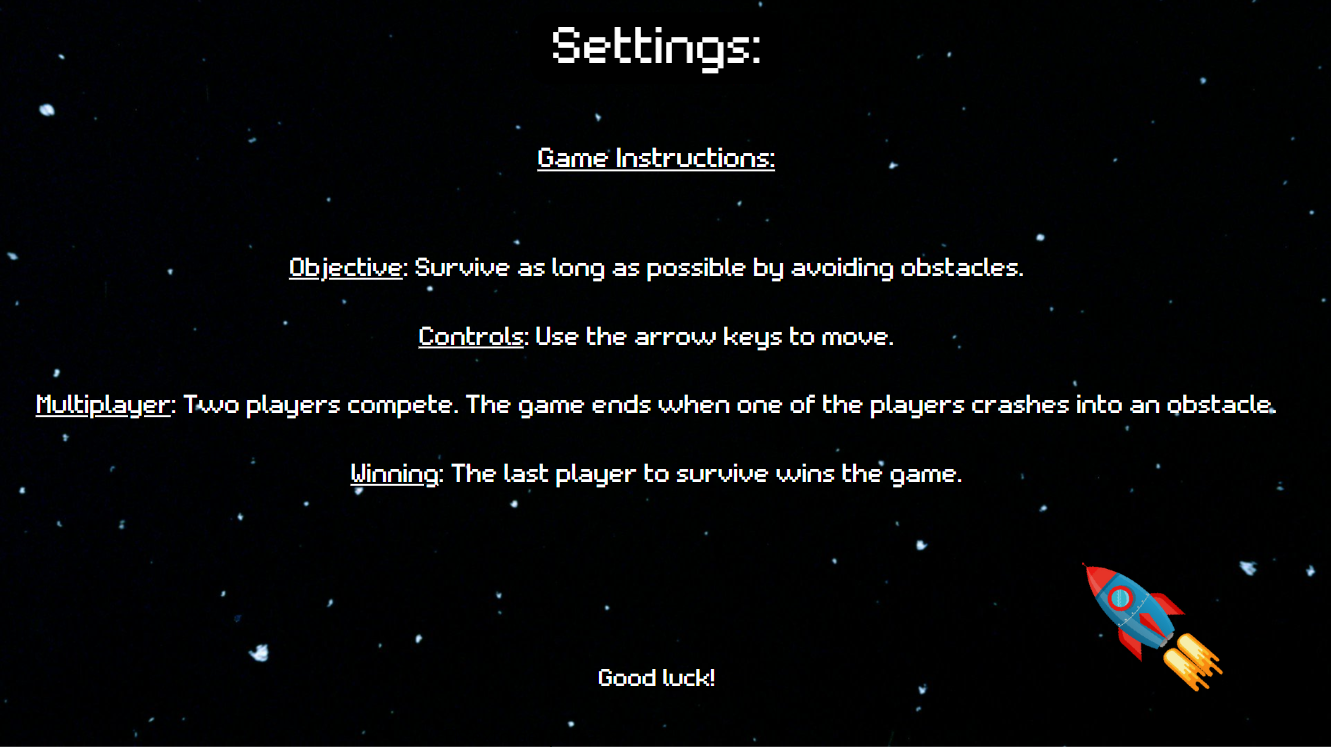 Settings:
Game Instructions:
Objective: Survive as long as possible by avoiding obstacles.
Controls: Use the arrow keys to move.
Multiplayer: Two players compete. The game ends when one of the players crashes into an obstacle.
Winning: The last player to survive wins the game.
Good luck!